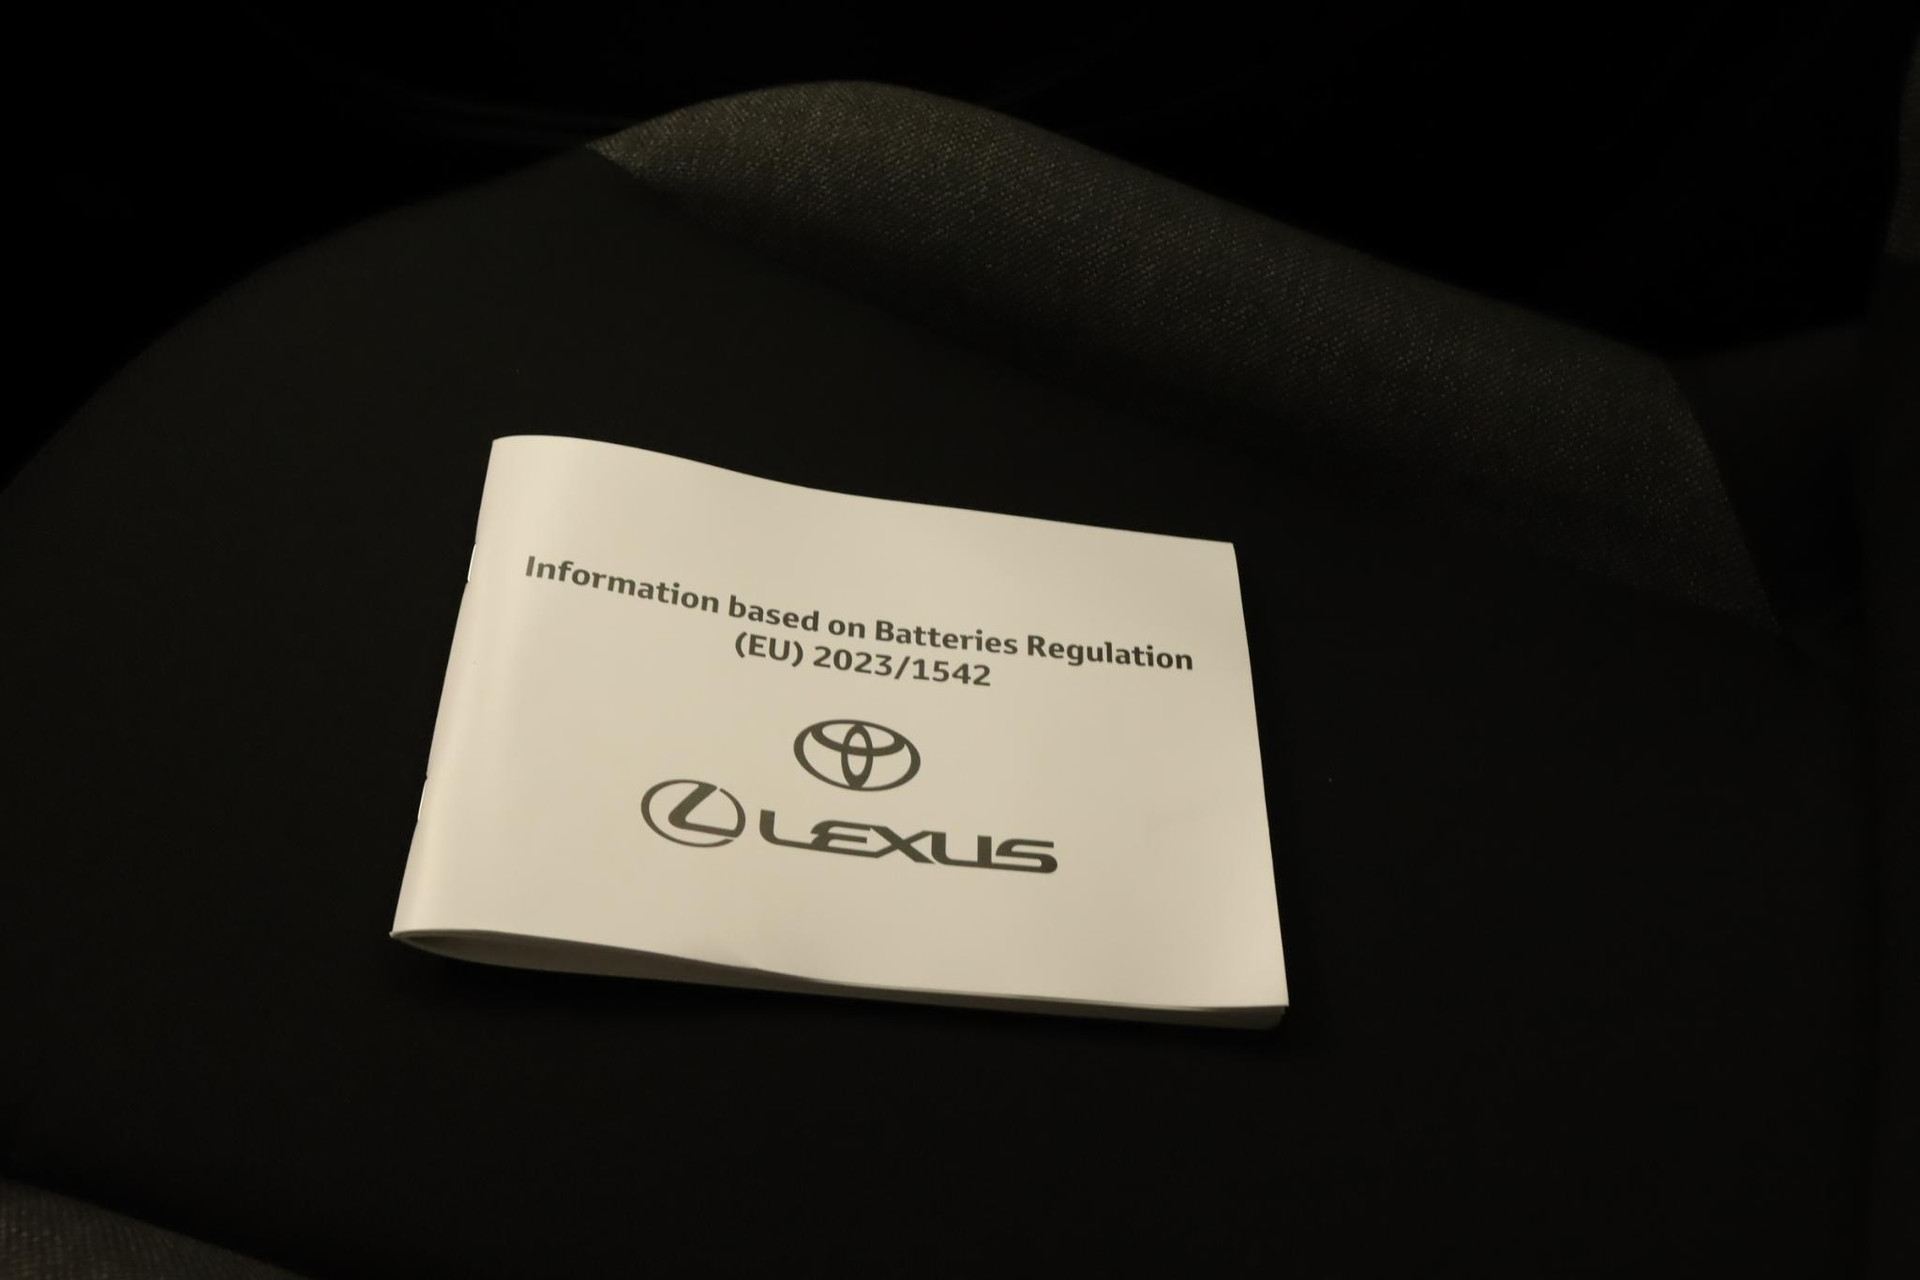 Information based on Batteries Regulation
(EU) 2023/1542
LEXUS